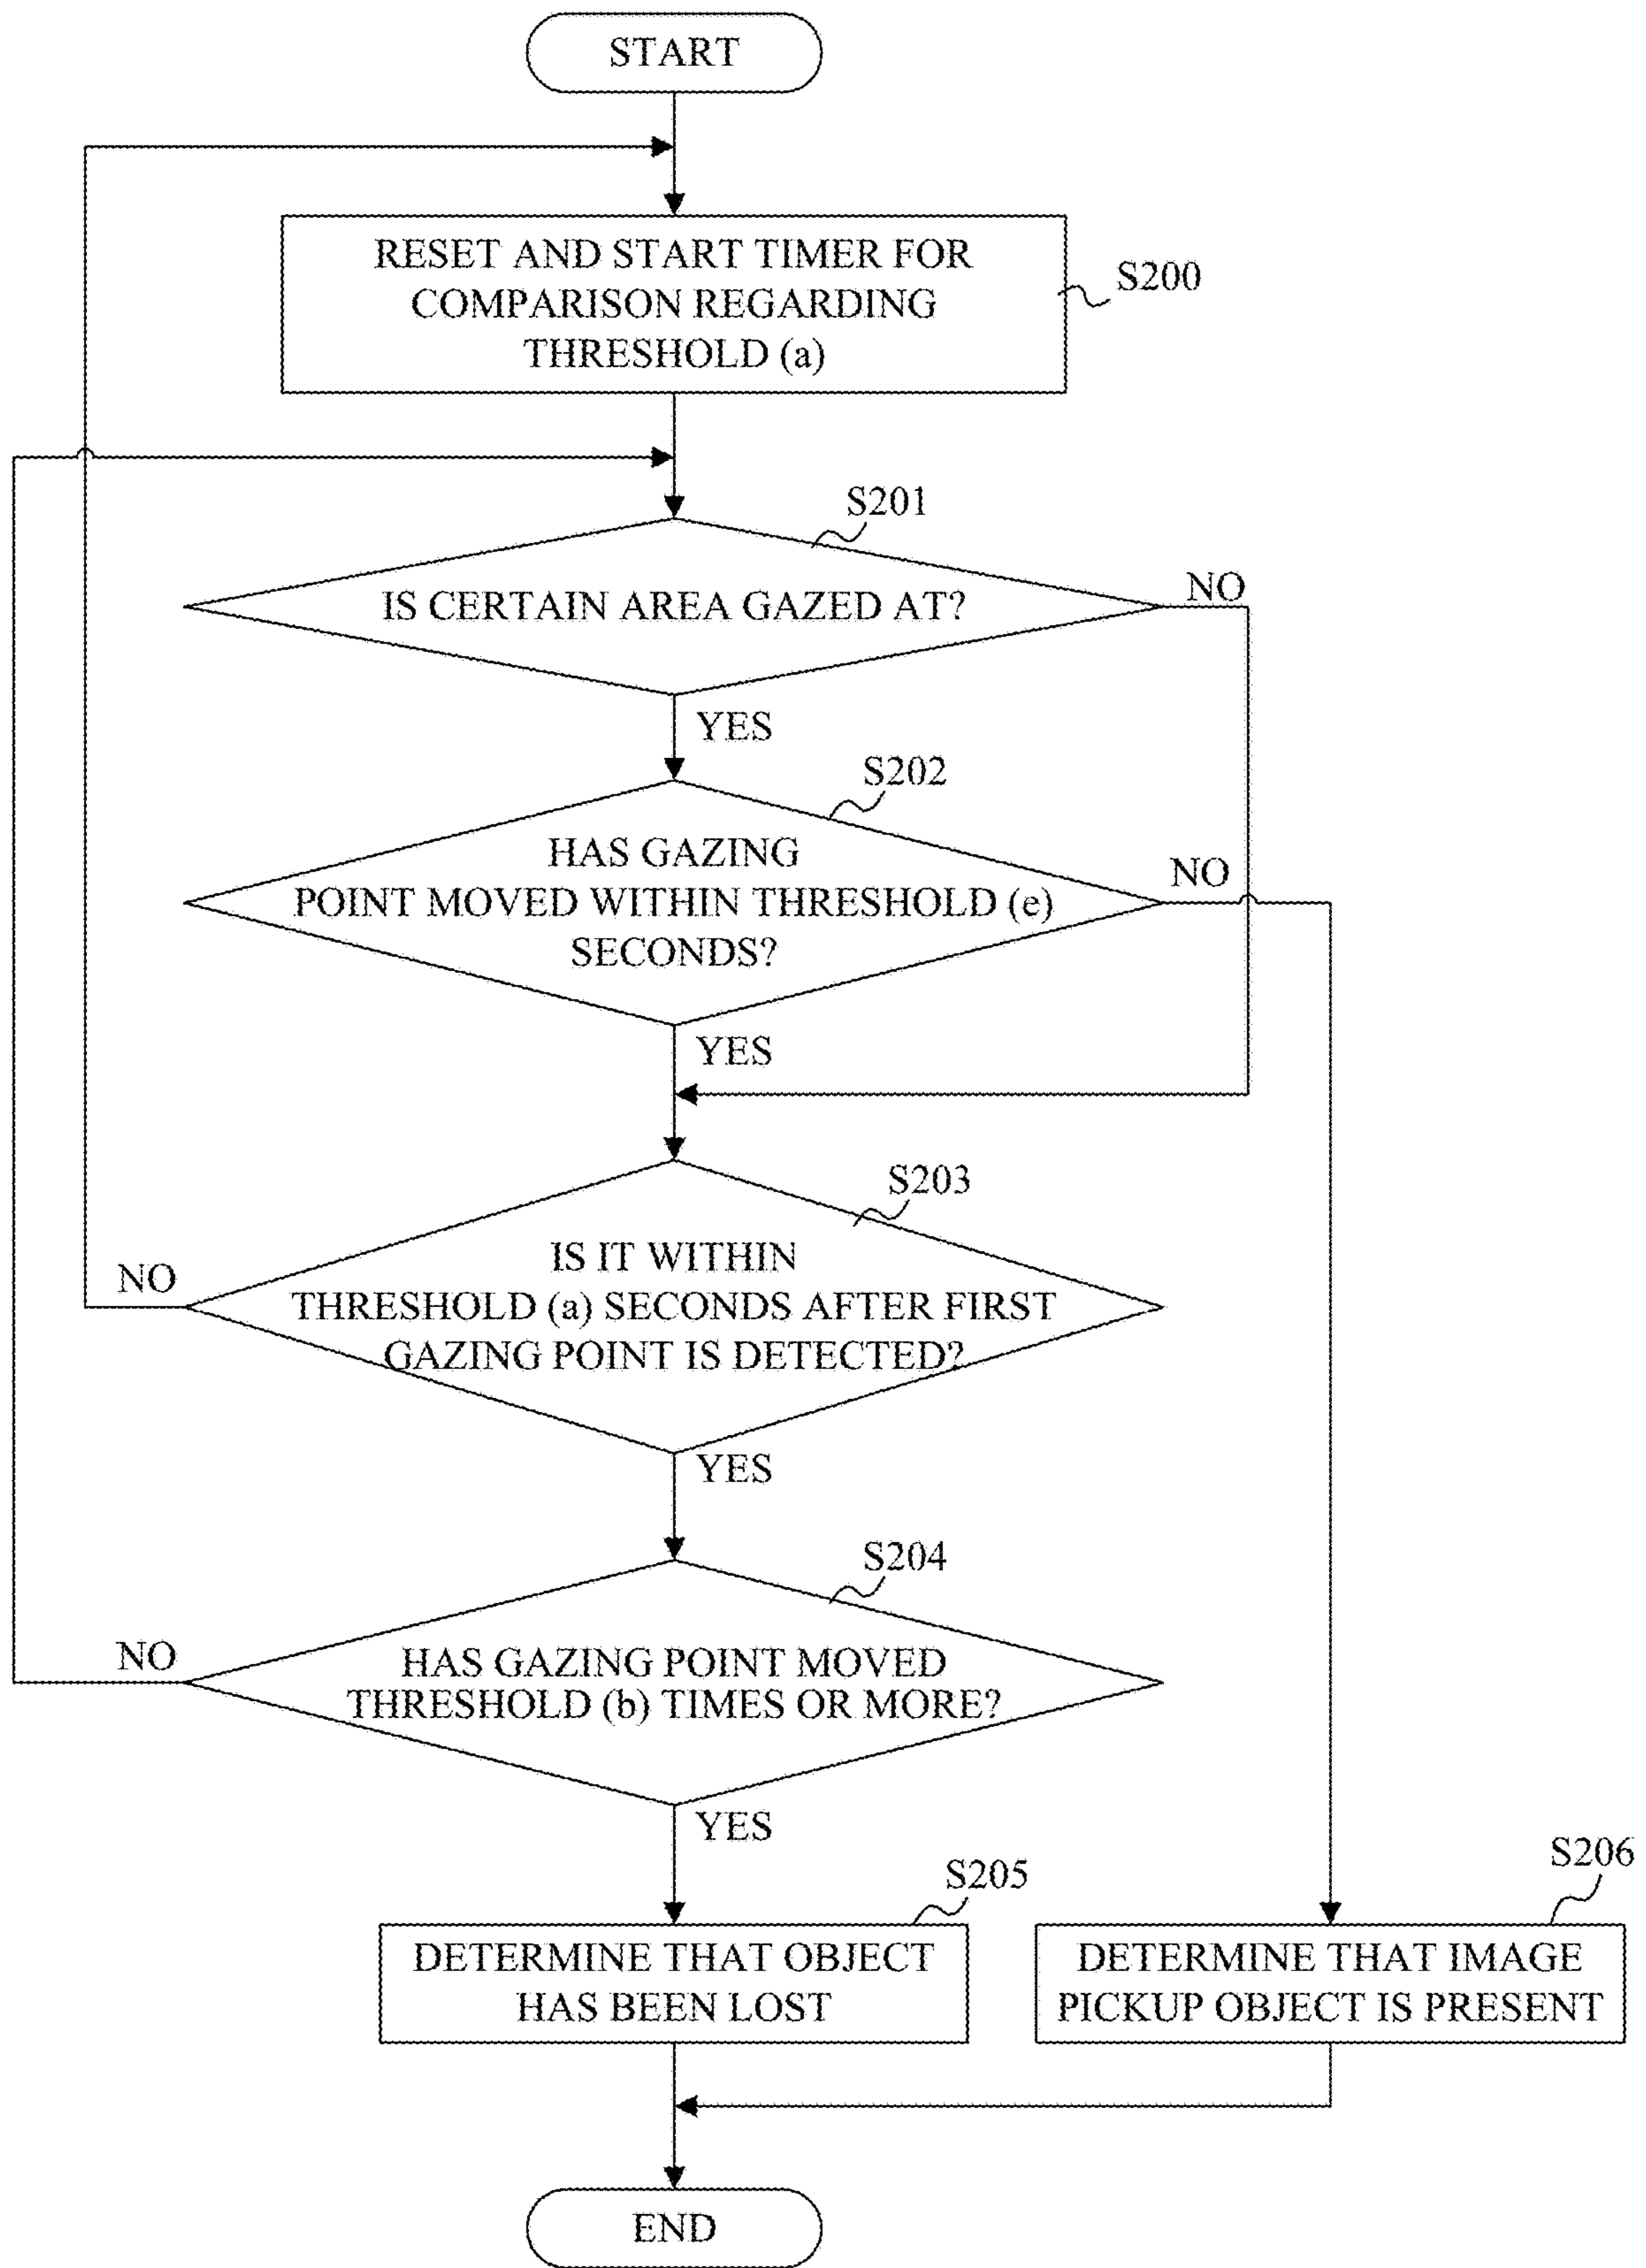 START
RESET AND START TIMER FOR
COMPARISON REGARDING
THRESHOLD (a)
S200
S201
IS CERTAIN AREA GAZED AT?
NO
YES
S202
HAS GAZING
POINT MOVED WITHIN THRESHOLD (e)
SECONDS?
NO
YES
S203
IS IT WITHIN
THRESHOLD (a) SECONDS AFTER FIRST
GAZING POINT IS DETECTED?
NO
YES
S204
HAS GAZING POINT MOVED
THRESHOLD (b) TIMES OR MORE?
NO
YES
S205
DETERMINE THAT OBJECT
HAS BEEN LOST
S206
DETERMINE THAT IMAGE
PICKUP OBJECT IS PRESENT
END